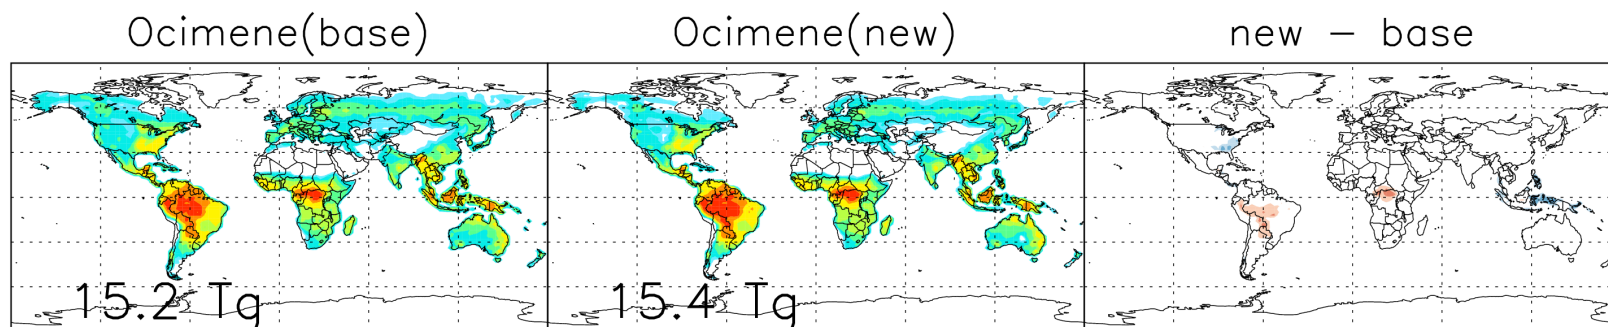 Ocimene(base)
Ocimene(new)
new - base
15.2 Tg
15.4 Tg